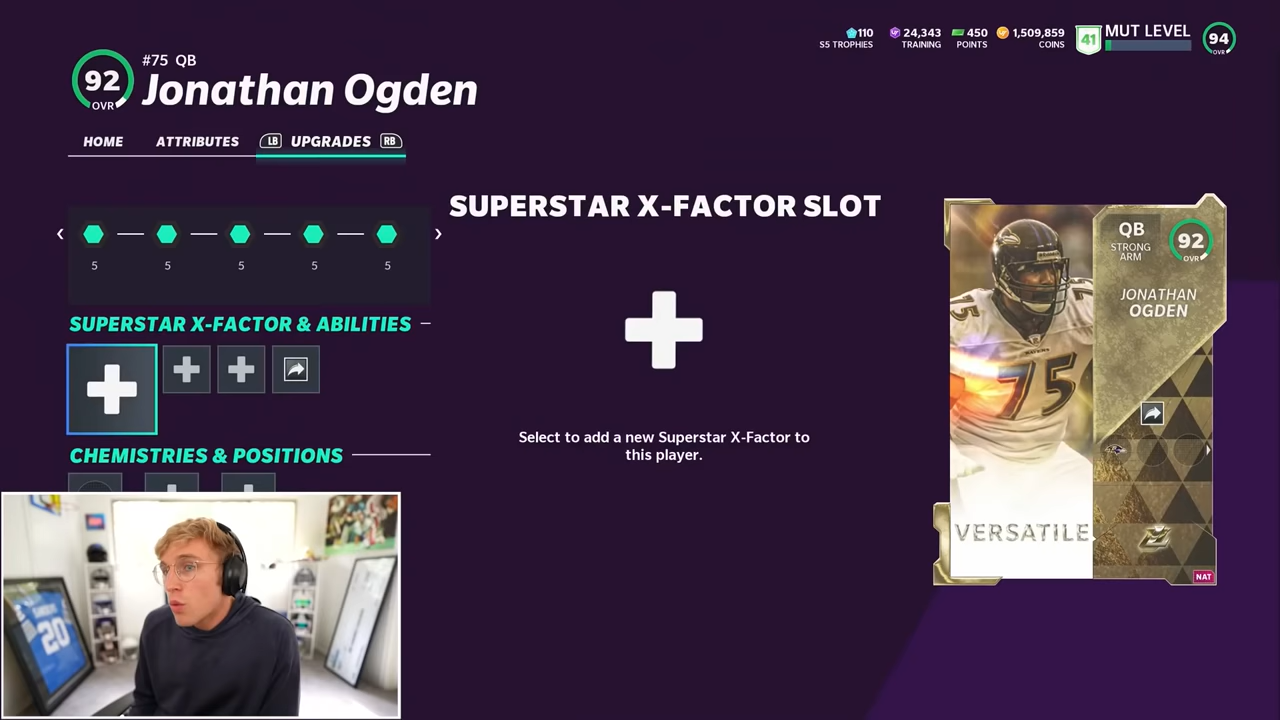 110
S5 TROPHIES
24,343
TRAINING
450
POINTS
1,509,859
COINS
41
MUT LEVEL
94
OVR
92
OVR
#75 QB
Jonathan Ogden
HOME
ATTRIBUTES
LB
UPGRADES
RB
5
5
5
5
5
SUPERSTAR X-FACTOR & ABILITIES
CHEMISTRIES & POSITIONS
SUPERSTAR X-FACTOR SLOT
Select to add a new Superstar X-Factor to
this player.
QB
STRONG
ARM
92
OVR
JONATHAN
OGDEN
75
75
VERSATILE
NAT
20